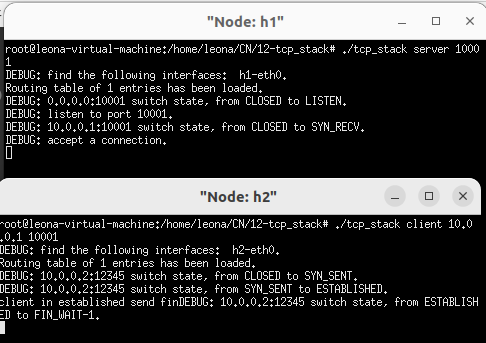 "Node: h1"
root@leona-virtual-machine:/home/leona/CN/12-tcp_stack# ./tcp_stack server 1000
1
DEBUG: find the following interfaces:  h1-eth0.
Routing table of 1 entries has been loaded.
DEBUG: 0.0.0.0:10001 switch state, from CLOSED to LISTEN.
DEBUG: listen to port 10001.
DEBUG: 10.0.0.1:10001 switch state, from CLOSED to SYN_RECV.
DEBUG: accept a connection.
"Node: h2"
root@leona-virtual-machine:/home/leona/CN/12-tcp_stack# ./tcp_stack client 10.0
.0.1 10001
DEBUG: find the following interfaces:  h2-eth0.
Routing table of 1 entries has been loaded.
DEBUG: 10.0.0.2:12345 switch state, from CLOSED to SYN_SENT.
DEBUG: 10.0.0.2:12345 switch state, from SYN_SENT to ESTABLISHED.
client in established send finDEBUG: 10.0.0.2:12345 switch state, from ESTABLISH
ED to FIN_WAIT-1.